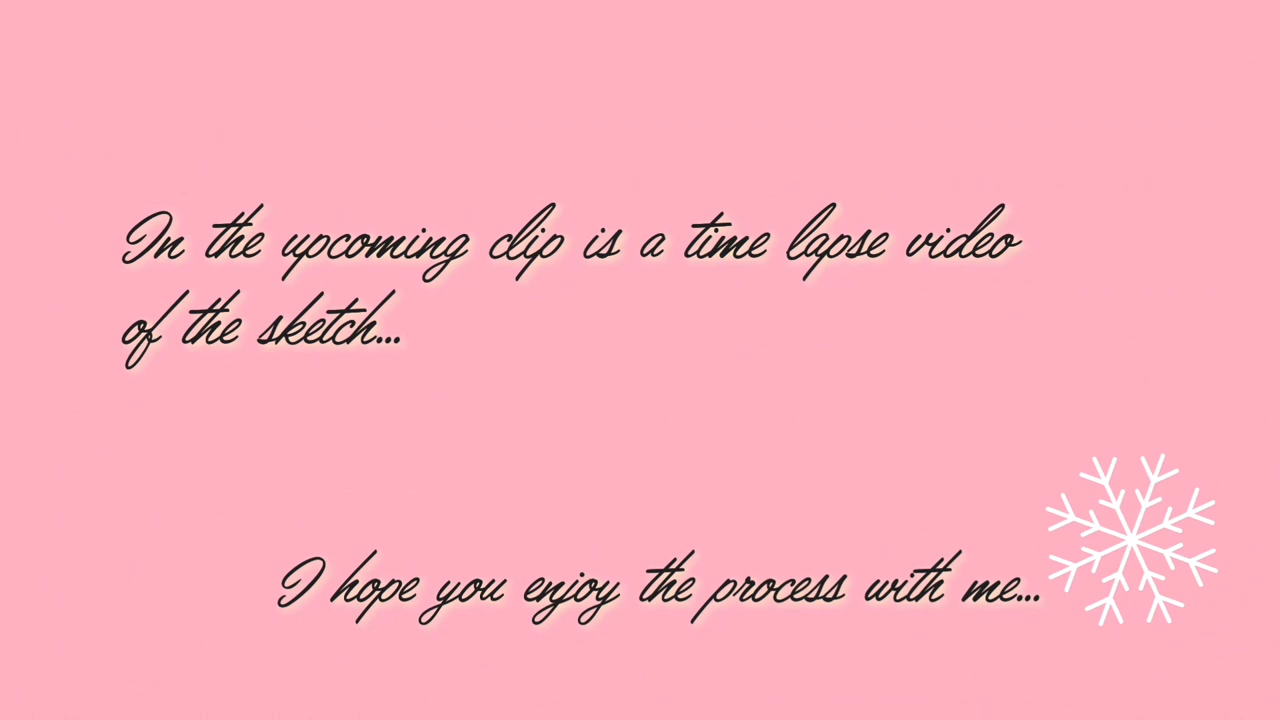 In the upcoming clip is a time lapse video
of the sketch...
I hope you enjoy the process with me...